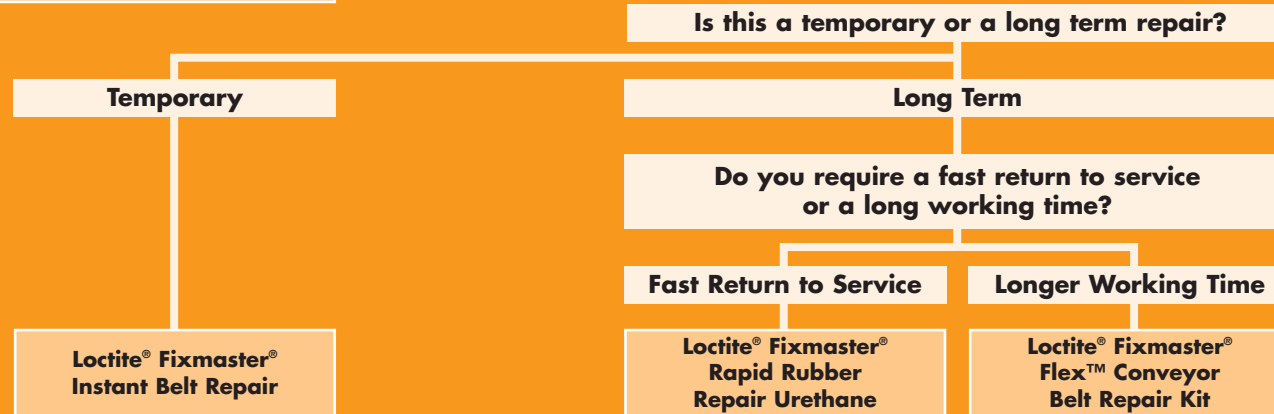 Is this a temporary or a long term repair?
Temporary
Long Term
Do you require a fast return to service
or a long working time?
Fast Return to Service
Longer Working Time
Loctite® Fixmaster®
Instant Belt Repair
Loctite® Fixmaster®
Rapid Rubber
Repair Urethane
Loctite® Fixmaster®
Flex™ Conveyor
Belt Repair Kit